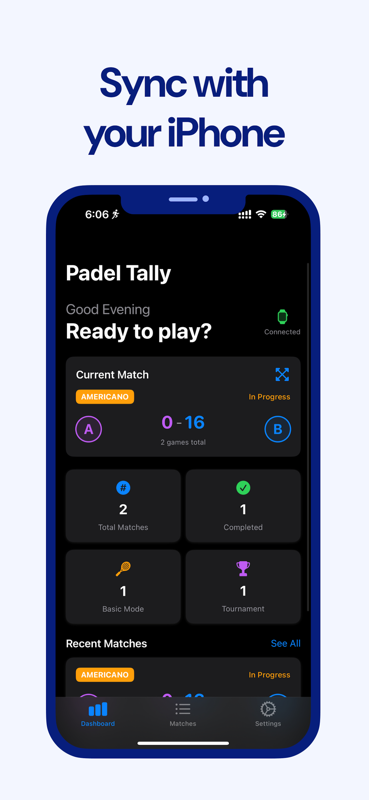 Sync with
your iPhone
6:06
86
Padel Tally
Good Evening
Ready to play?
Connected
Current Match
AMERICANO
In Progress
A
0 - 16
B
2 games total
#
2
Total Matches
1
Completed
1
Basic Mode
1
Tournament
Recent Matches
See All
AMERICANO
In Progress
Dashboard
Matches
Settings